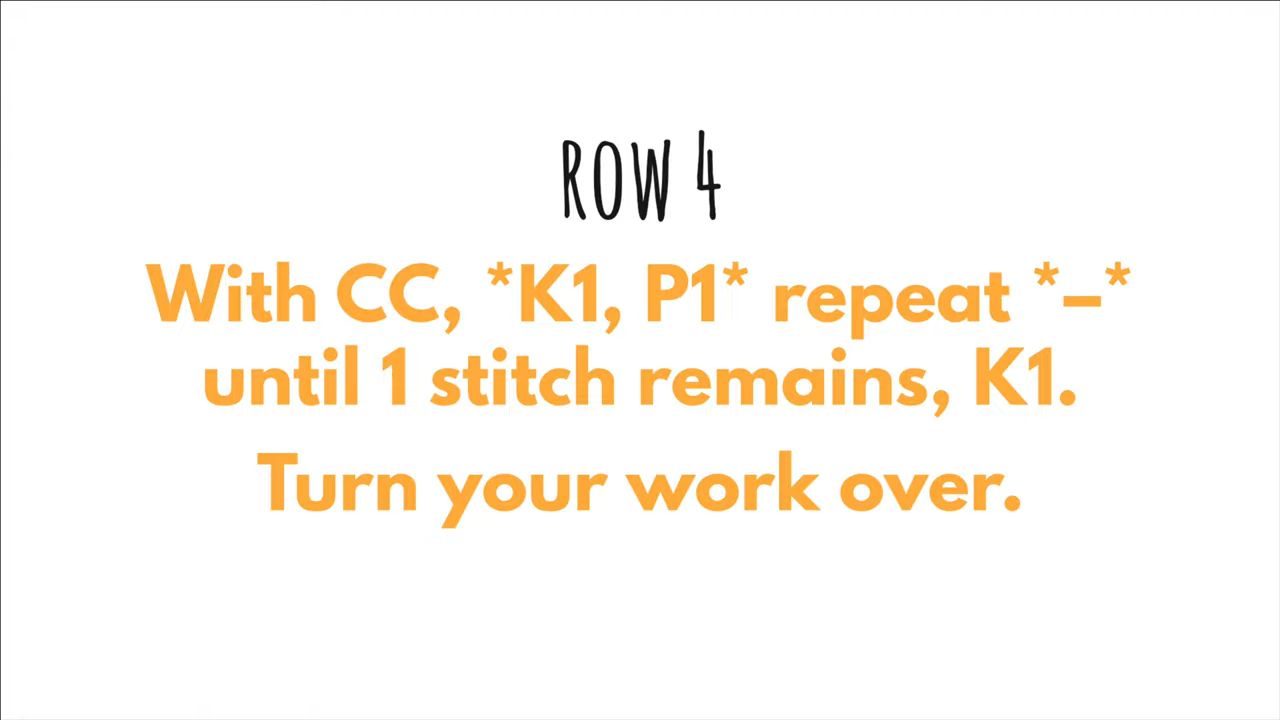 ROW 4
With CC, *K1, P1* repeat *–*
until 1 stitch remains, K1.
Turn your work over.